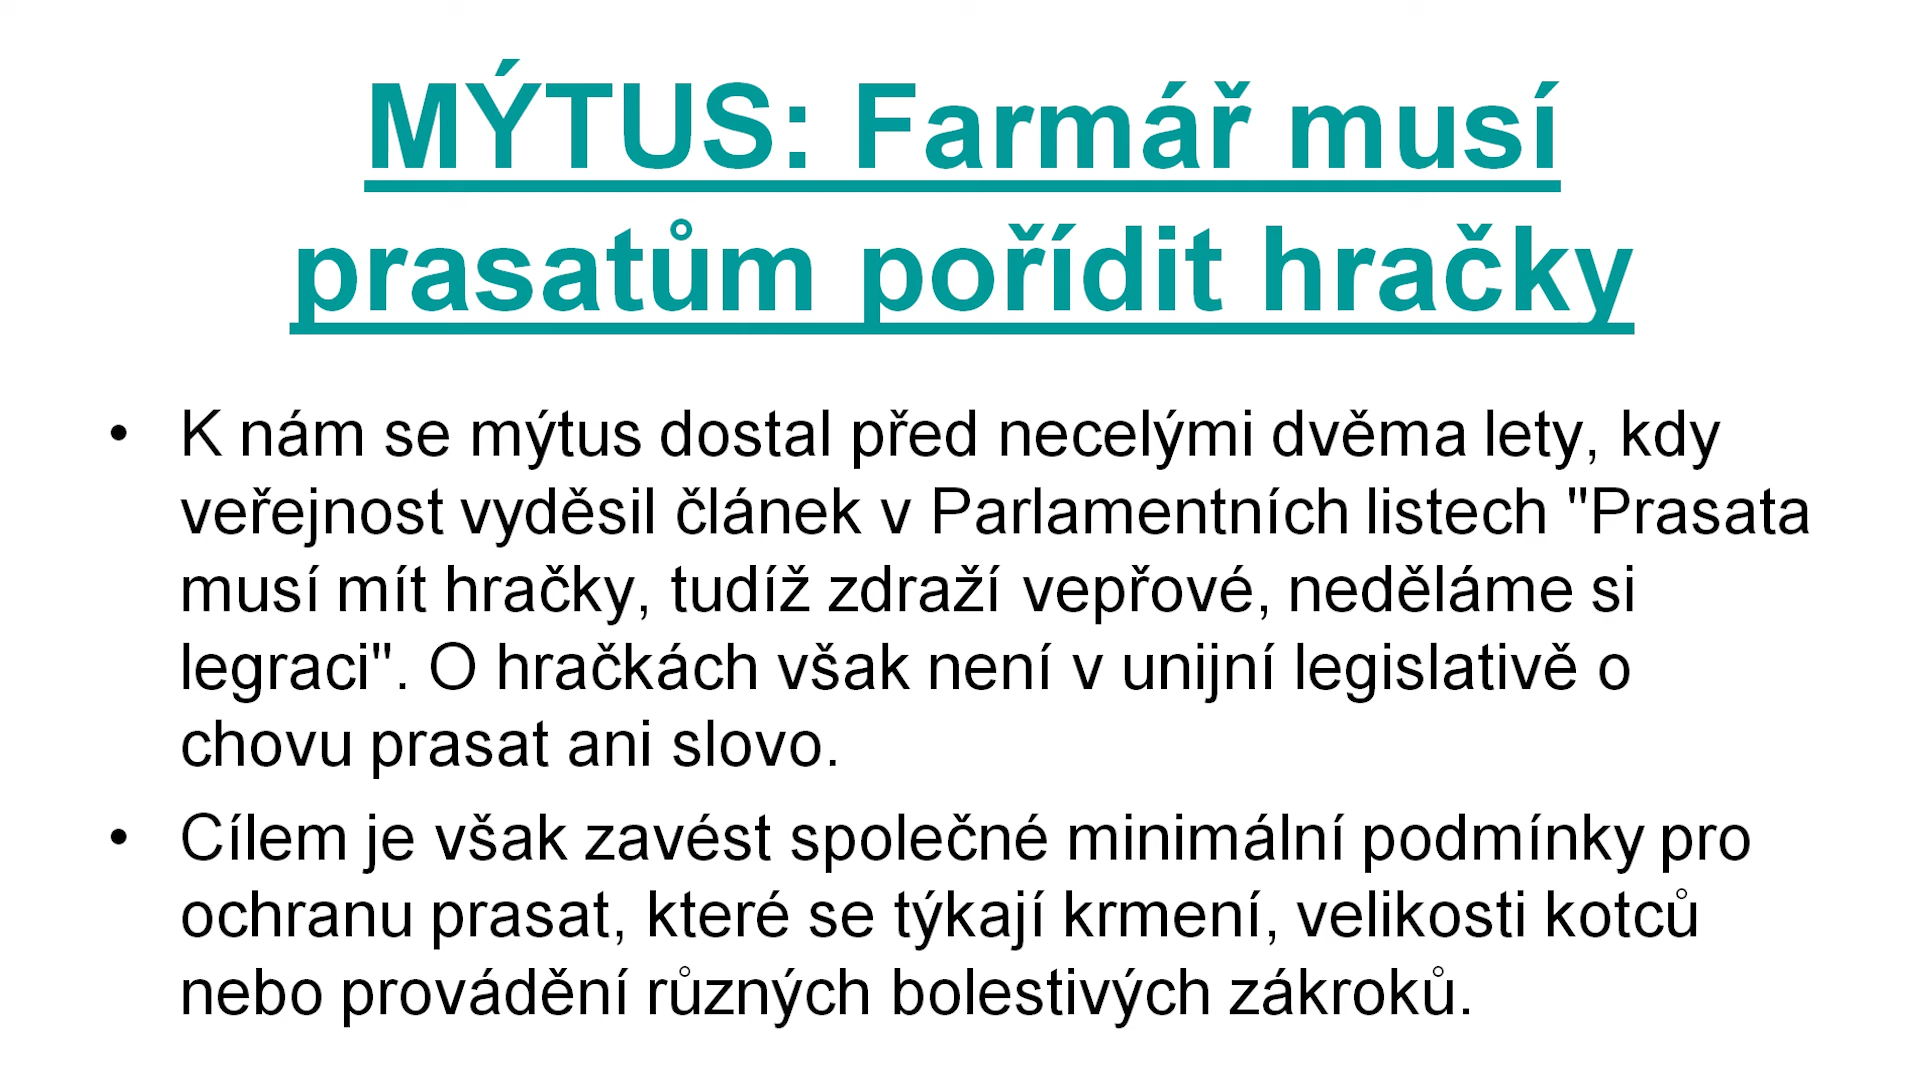 MÝTUS: Farmář musí
prasatům pořídit hračky
• K nám se mýtus dostal před necelými dvěma lety, kdy
veřejnost vyděsil článek v Parlamentních listech "Prasata
musí mít hračky, tudíž zdraží vepřové, neděláme si
legraci". O hračkách však není v unijní legislativě o
chovu prasat ani slovo.
• Cílem je však zavést společné minimální podmínky pro
ochranu prasat, které se týkají krmení, velikosti kotců
nebo provádění různých bolestivých zákroků.